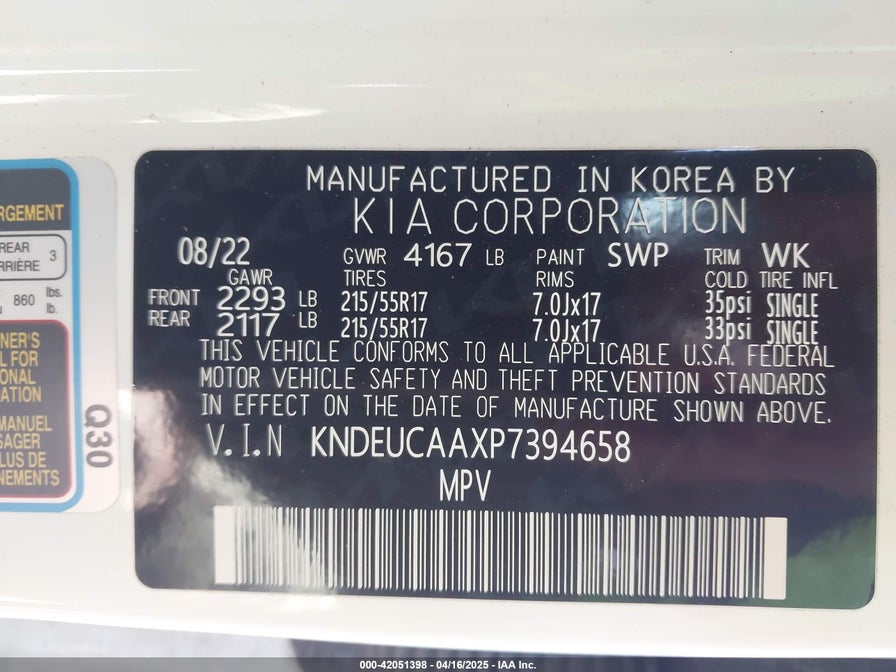 MANUFACTURED IN KOREA BY
KIA CORPORATION
08/22 GVWR 4167 LB PAINT SWP TRIM WK
GAWR TIRES RIMS COLD TIRE INFL
FRONT 2293 LB 215/55R17 7.0Jx17 35psi SINGLE
REAR 2117 LB 215/55R17 7.0Jx17 33psi SINGLE
THIS VEHICLE CONFORMS TO ALL APPLICABLE U.S.A. FEDERAL
MOTOR VEHICLE SAFETY AND THEFT PREVENTION STANDARDS
IN EFFECT ON THE DATE OF MANUFACTURE SHOWN ABOVE.
V.I.N KNDEUCAAXP7394658
MPV
RGEMENT
REAR 3
RRIÈRE
860 lbs.
lb.
NER'S
L FOR
ONAL
ATION
MANUEL
SAGER
LUS DE
NEMENTS
Q30
000-42051398 - 04/16/2025 - IAA Inc.